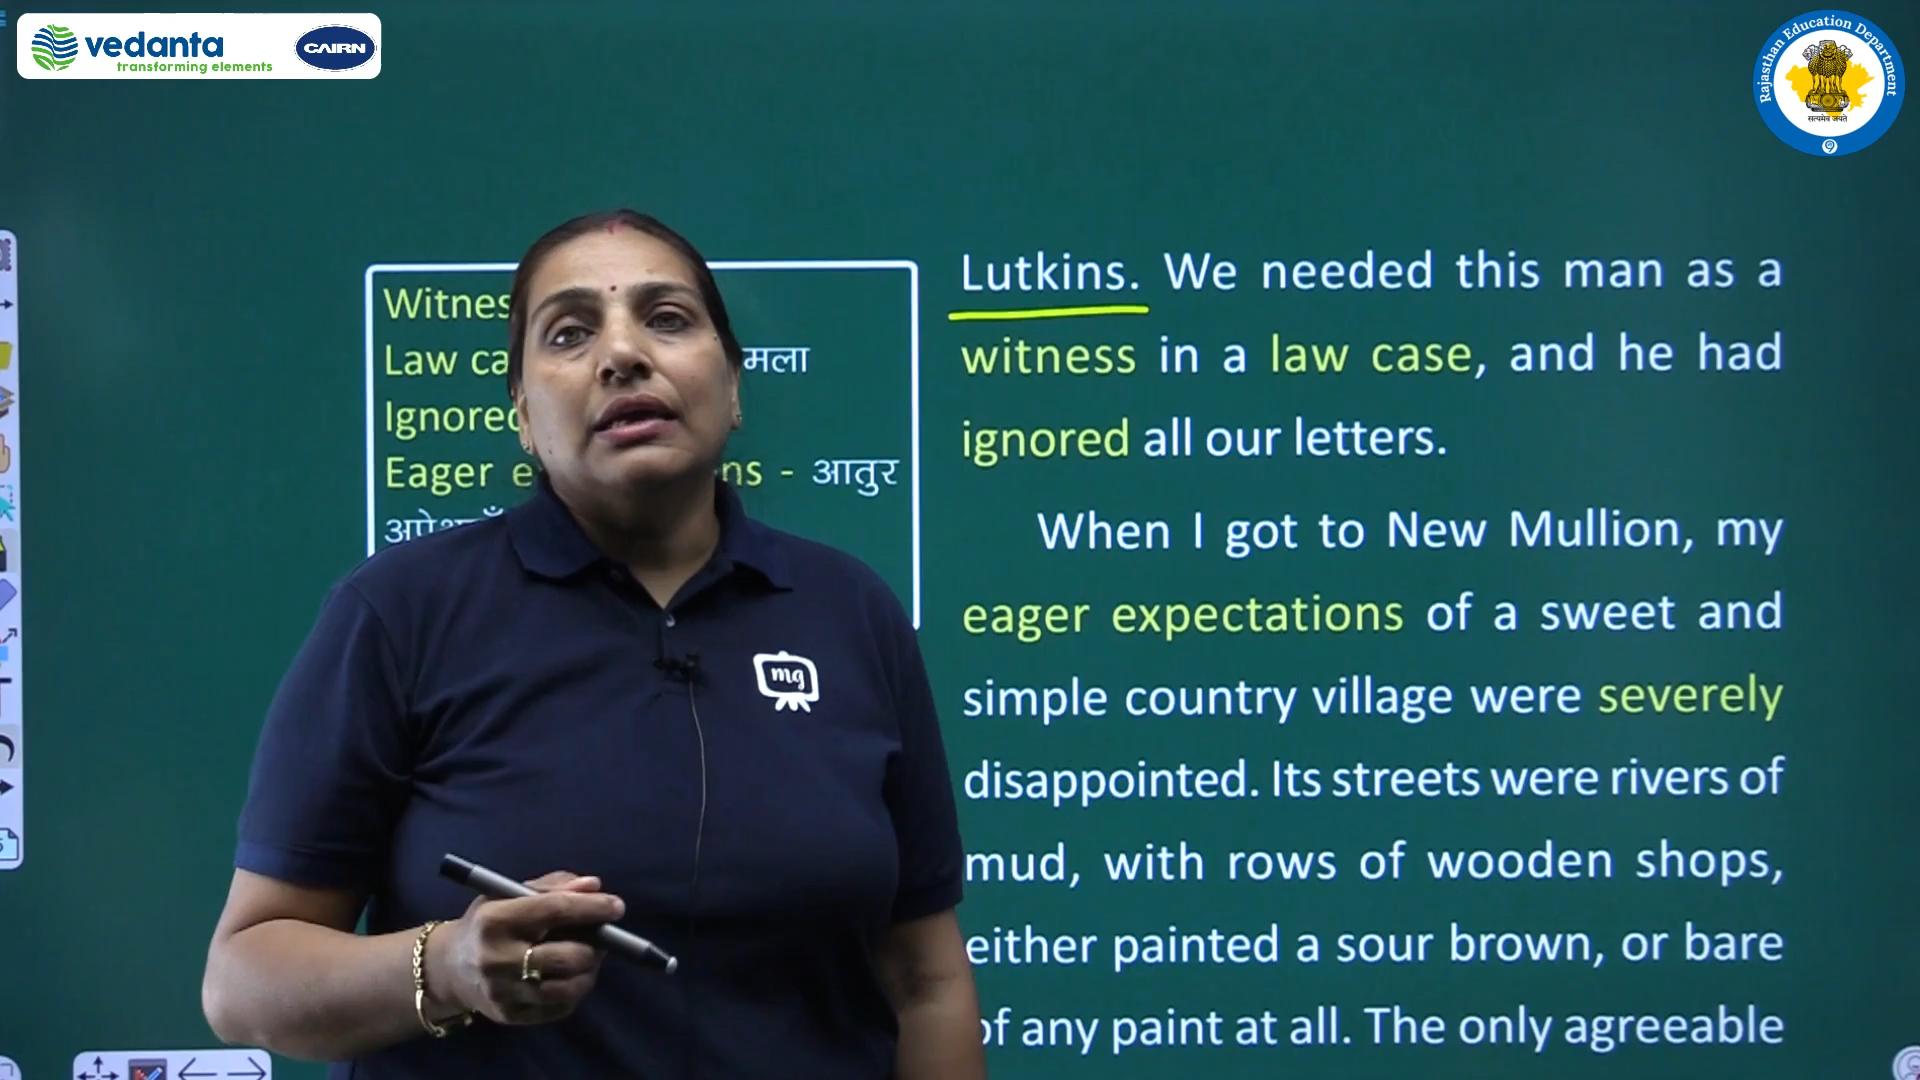 vedanta
transforming elements
CAIRN
Rajasthan Education Department
सत्यमेव जयते
Law
मला
Ignored
Eager - आतुर
Lutkins. We needed this man as a
witness in a law case, and he had
ignored all our letters.
When I got to New Mullion, my
eager expectations of a sweet and
simple country village were severely
disappointed. Its streets were rivers of
mud, with rows of wooden shops,
either painted a sour brown, or bare
of any paint at all. The only agreeable
mg